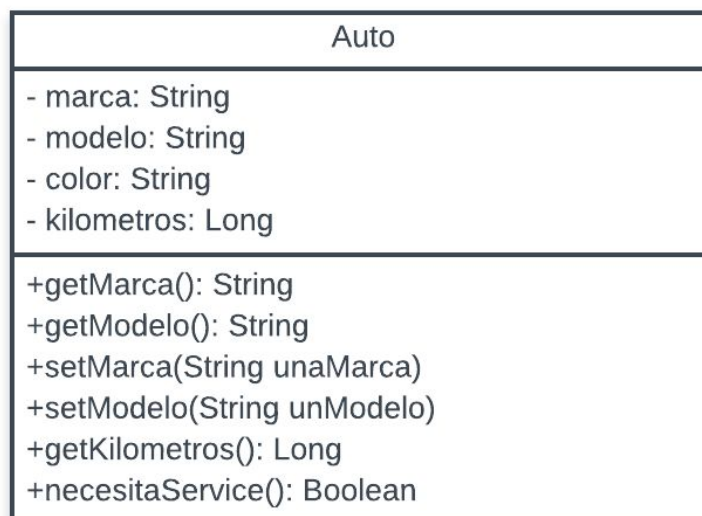 Auto
- marca: String
- modelo: String
- color: String
- kilometros: Long
+getMarca(): String
+getModelo(): String
+setMarca(String unaMarca)
+setModelo(String unModelo)
+getKilometros(): Long
+necesitaService(): Boolean